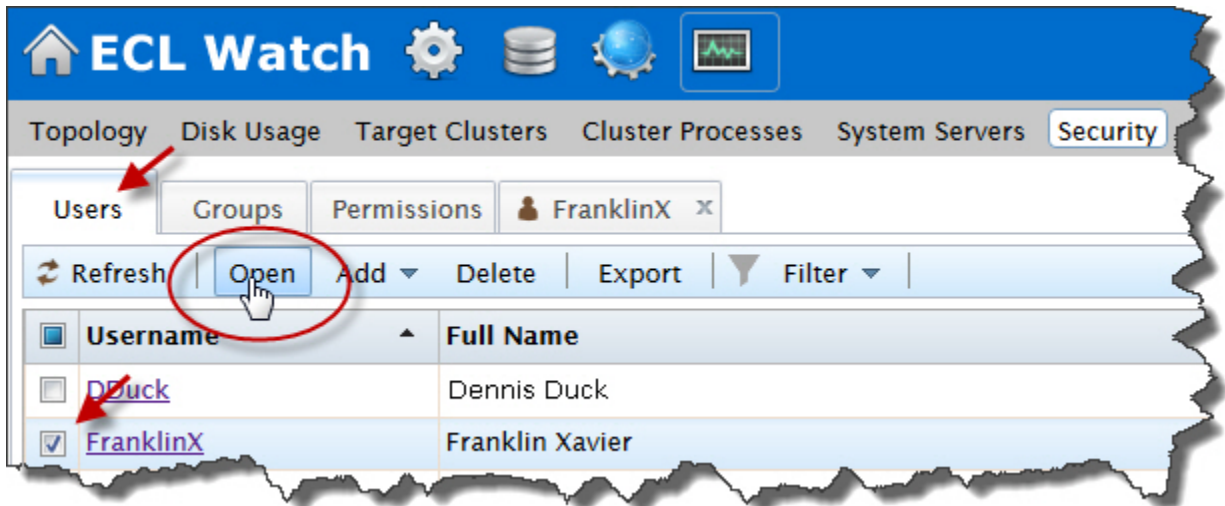 ECL Watch
Topology Disk Usage Target Clusters Cluster Processes System Servers Security
Users Groups Permissions FranklinX x
Refresh Open Add Delete Export Filter
Username Full Name
DDuck Dennis Duck
FranklinX Franklin Xavier